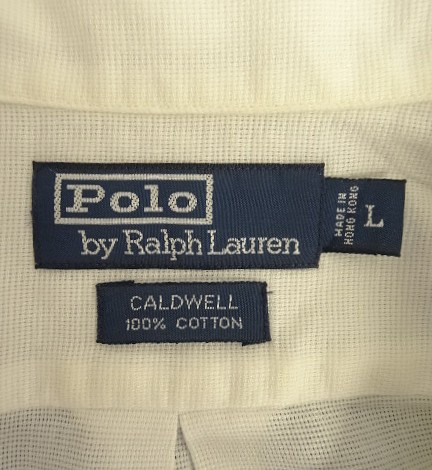 Polo
by Ralph Lauren
MADE IN
HONG KONG
L
CALDWELL
100% COTTON